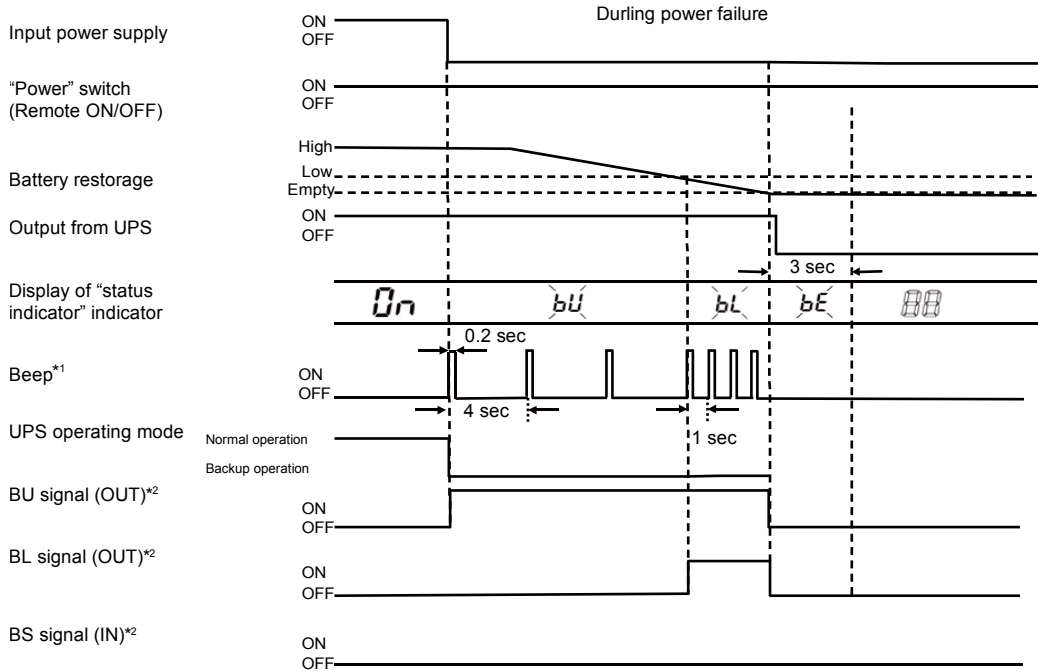 Durling power failure
Input power supply
ON
OFF
“Power” switch
(Remote ON/OFF)
ON
OFF
Battery restorage
High
Low
Empty
Output from UPS
ON
OFF
3 sec
Display of “status
indicator” indicator
On
bU
bL
bE
88
0.2 sec
Beep*1
ON
OFF
4 sec
1 sec
UPS operating mode
Normal operation
Backup operation
BU signal (OUT)*2
ON
OFF
BL signal (OUT)*2
ON
OFF
BS signal (IN)*2
ON
OFF